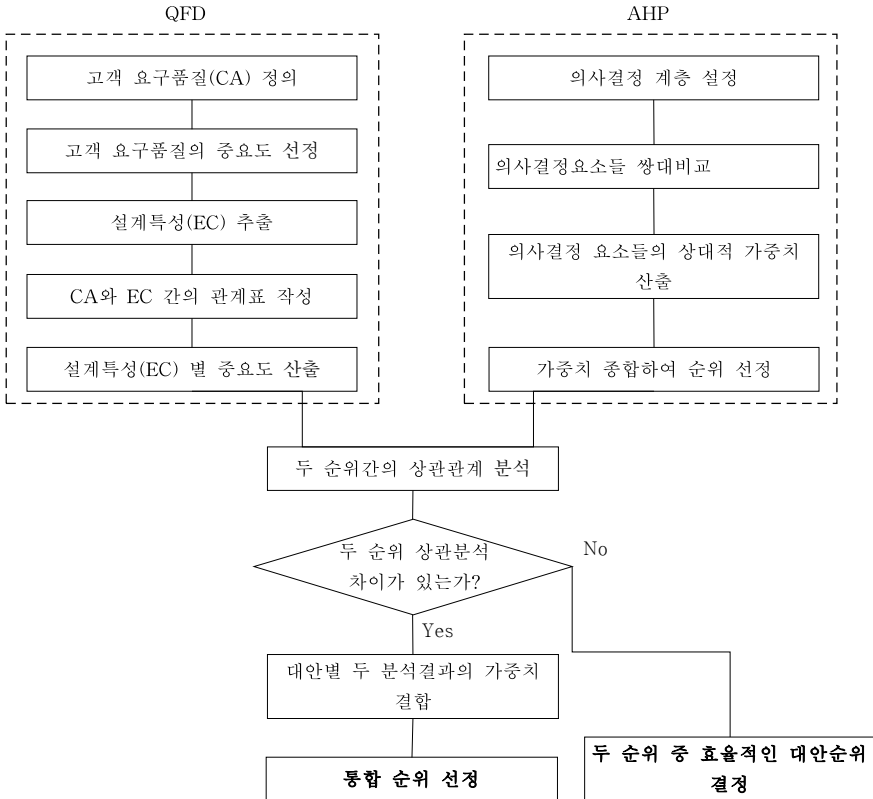 QFD
고객 요구품질(CA) 정의
고객 요구품질의 중요도 선정
설계특성(EC) 추출
CA와 EC 간의 관계표 작성
설계특성(EC) 별 중요도 산출
AHP
의사결정 계층 설정
의사결정요소들 쌍대비교
의사결정 요소들의 상대적 가중치
산출
가중치 종합하여 순위 선정
두 순위간의 상관관계 분석
두 순위 상관분석
차이가 있는가?
No
Yes
대안별 두 분석결과의 가중치
결합
통합 순위 선정
두 순위 중 효율적인 대안순위
결정